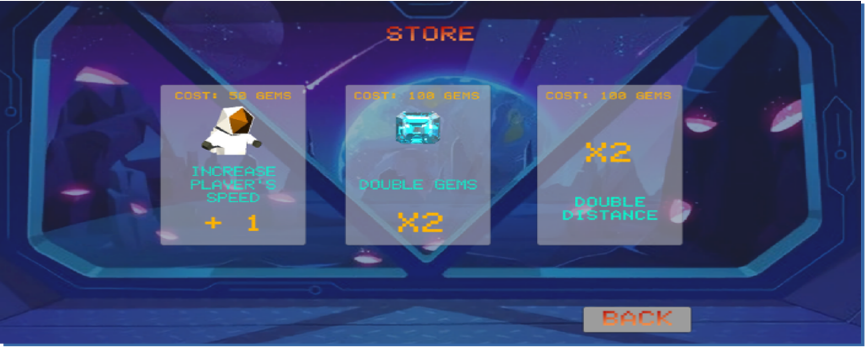 STORE
COST: 50 GEMS
INCREASE
PLAYER'S
SPEED
+ 1
COST: 100 GEMS
DOUBLE GEMS
X2
COST: 100 GEMS
X2
DOUBLE
DISTANCE
BACK